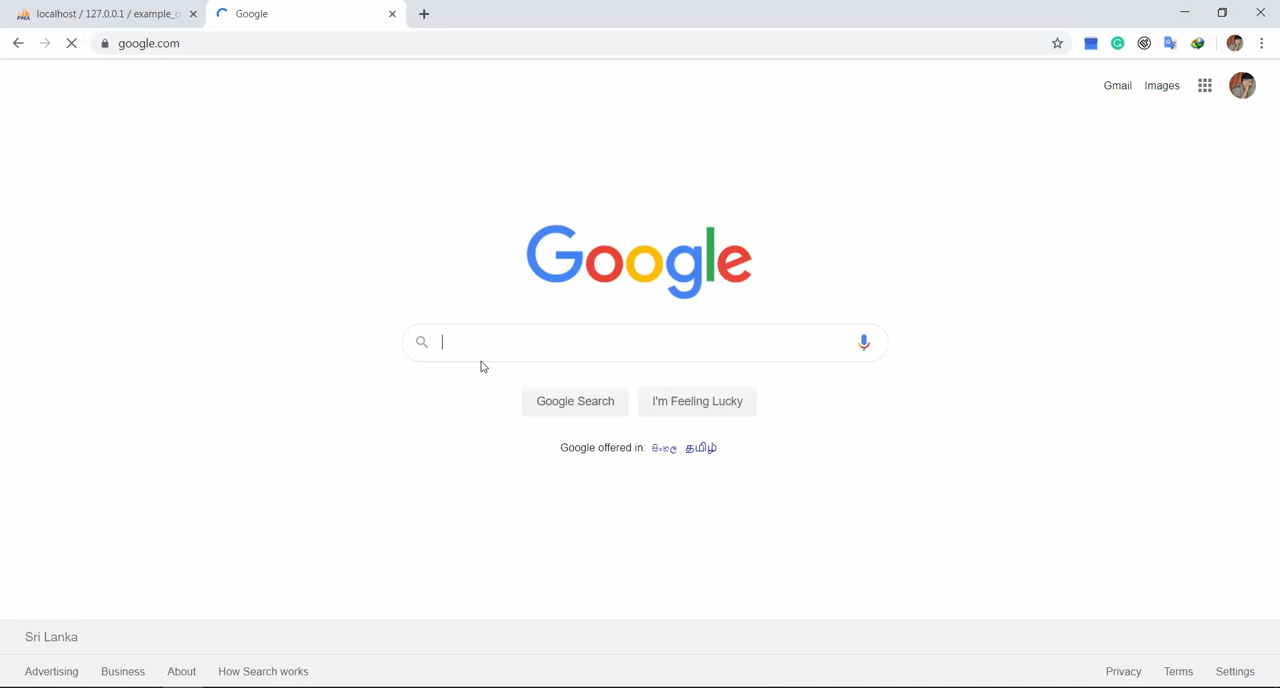 localhost / 127.0.0.1 / example_
Google
google.com
Gmail Images
Google
Google Search I'm Feeling Lucky
Google offered in: සිංහල தமிழ்
Sri Lanka
Advertising Business About How Search works Privacy Terms Settings